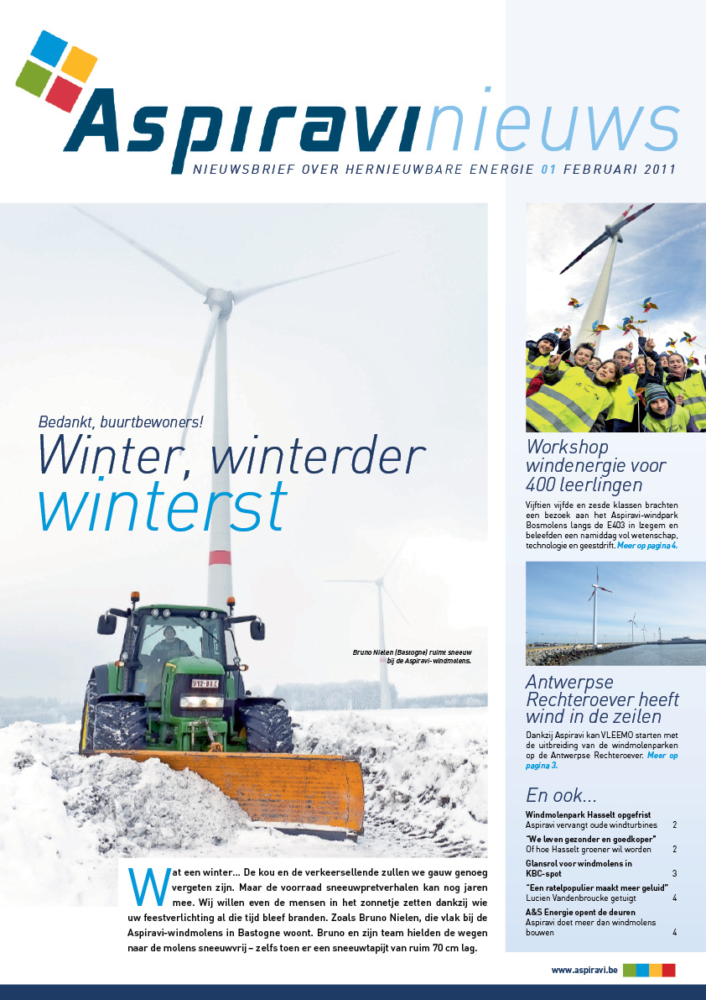 Aspiravinieuws
NIEUWSBRIEF OVER HERNIEUWBARE ENERGIE 01 FEBRUARI 2011
Bedankt, buurtbewoners!
Winter, winterder
winterst
Bruno Nielen (Bastogne) ruimt sneeuw
bij de Aspiravi-windmolens.
Wat een winter... De kou en de verkeersellende zullen we gauw genoeg
vergeten zijn. Maar de voorraad sneeuwpretverhalen kan nog jaren
mee. Wij willen even de mensen in het zonnetje zetten dankzij wie
uw feestverlichting al die tijd bleef branden. Zoals Bruno Nielen, die vlak bij de
Aspiravi-windmolens in Bastogne woont. Bruno en zijn team hielden de wegen
naar de molens sneeuwvrij – zelfs toen er een sneeuwtapijt van ruim 70 cm lag.
Workshop
windenergie voor
400 leerlingen
Vijftien vijfde en zesde klassen brachten
een bezoek aan het Aspiravi-windpark
Bosmolens langs de E403 in Izegem en
beleefden een namiddag vol wetenschap,
technologie en geestdrift. Meer op pagina 4.
Antwerpse
Rechteroever heeft
wind in de zeilen
Dankzij Aspiravi kan VLEEMO starten met
de uitbreiding van de windmolenparken
op de Antwerpse Rechteroever. Meer op
pagina 3.
En ook...
Windmolenpark Hasselt opgefrist
Aspiravi vervangt oude windturbines 2
“We leven gezonder en goedkoper”
Of hoe Hasselt groener wil worden 2
Glansrol voor windmolens in
KBC-spot 3
“Een ratelpopulier maakt meer geluid”
Lucien Vandenbroucke getuigt 4
A&S Energie opent de deuren
Aspiravi doet meer dan windmolens
bouwen 4
www.aspiravi.be